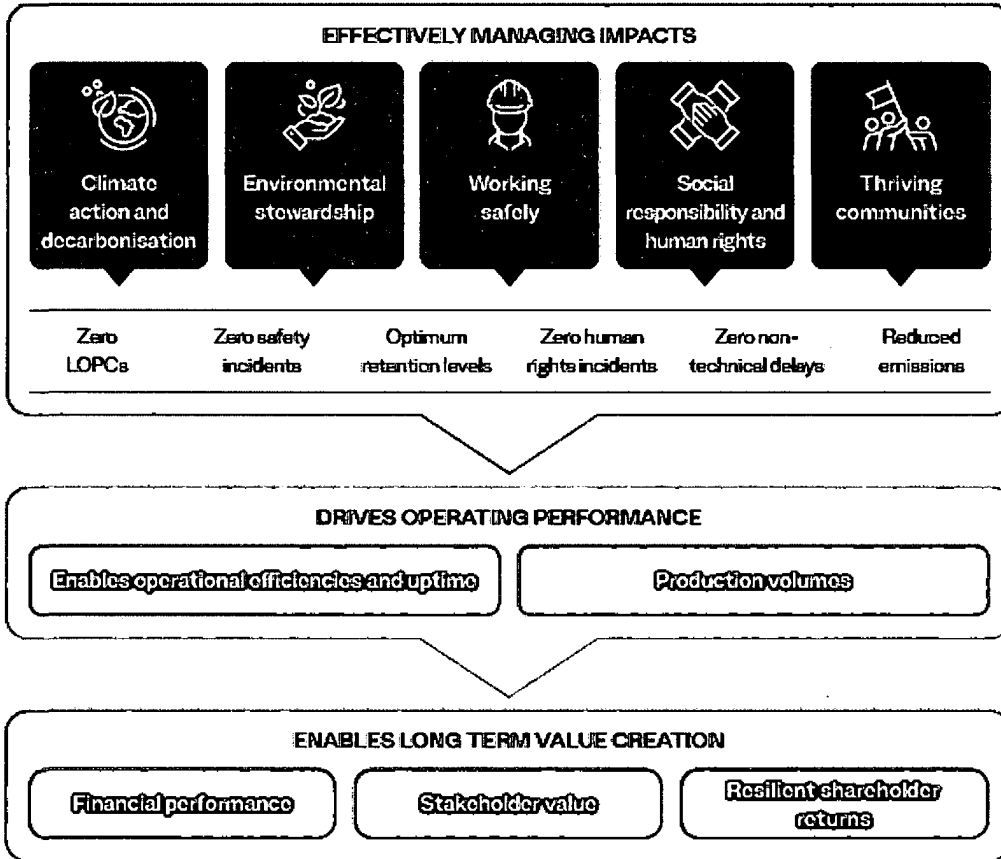 EFFECTIVELY MANAGING IMPACTS
Climate
action and
decarbonisation
Environmental
stewardship
Working
safely
Social
responsibility and
human rights
Thriving
communities
Zero
LOPCs
Zero safety
incidents
Optimum
retention levels
Zero human
rights incidents
Zero non-
technical delays
Reduced
emissions
DRIVES OPERATING PERFORMANCE
Enables operational efficiencies and uptime
Production volumes
ENABLES LONG TERM VALUE CREATION
Financial performance
Stakeholder value
Resilient shareholder
returns